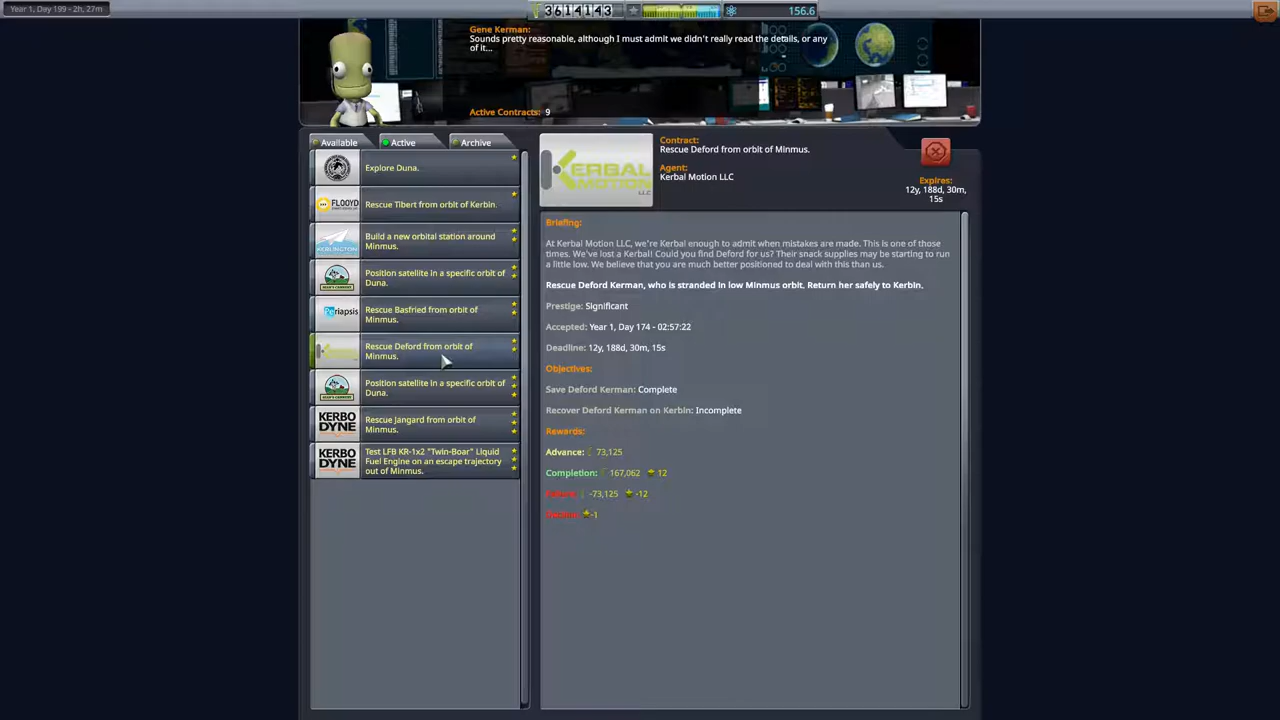 Year 1, Day 199 - 2h, 27m
3614143
156.6
Gene Kerman:
Sounds pretty reasonable, although I must admit we didn't really read the details, or any
of it...
Active Contracts: 9
Available
Active
Archive
Explore Duna.
FLOOYD
Rescue Tibert from orbit of Kerbin.
KERLINGTON
Build a new orbital station around
Minmus.
Position satellite in a specific orbit of
Duna.
Periapsis
Rescue Basfried from orbit of
Minmus.
Rescue Deford from orbit of
Minmus.
Position satellite in a specific orbit of
Duna.
KERBO
DYNE
Rescue Jangard from orbit of
Minmus.
KERBO
DYNE
Test LFB KR-1x2 "Twin-Boar" Liquid
Fuel Engine on an escape trajectory
out of Minmus.
KERBAL
MOTION
LLC
Contract:
Rescue Deford from orbit of Minmus.
Agent:
Kerbal Motion LLC
Expires:
12y, 188d, 30m,
15s
Briefing:
At Kerbal Motion LLC, we're Kerbal enough to admit when mistakes are made. This is one of those
times. We've lost a Kerbal! Could you find Deford for us? Their snack supplies may be starting to run
a little low. We believe that you are much better positioned to deal with this than us.
Rescue Deford Kerman, who is stranded in low Minmus orbit. Return her safely to Kerbin.
Prestige: Significant
Accepted: Year 1, Day 174 - 02:57:22
Deadline: 12y, 188d, 30m, 15s
Objectives:
Save Deford Kerman: Complete
Recover Deford Kerman on Kerbin: Incomplete
Rewards:
Advance: 73,125
Completion: 167,062 12
Failure: -73,125 -12
Decline: -1